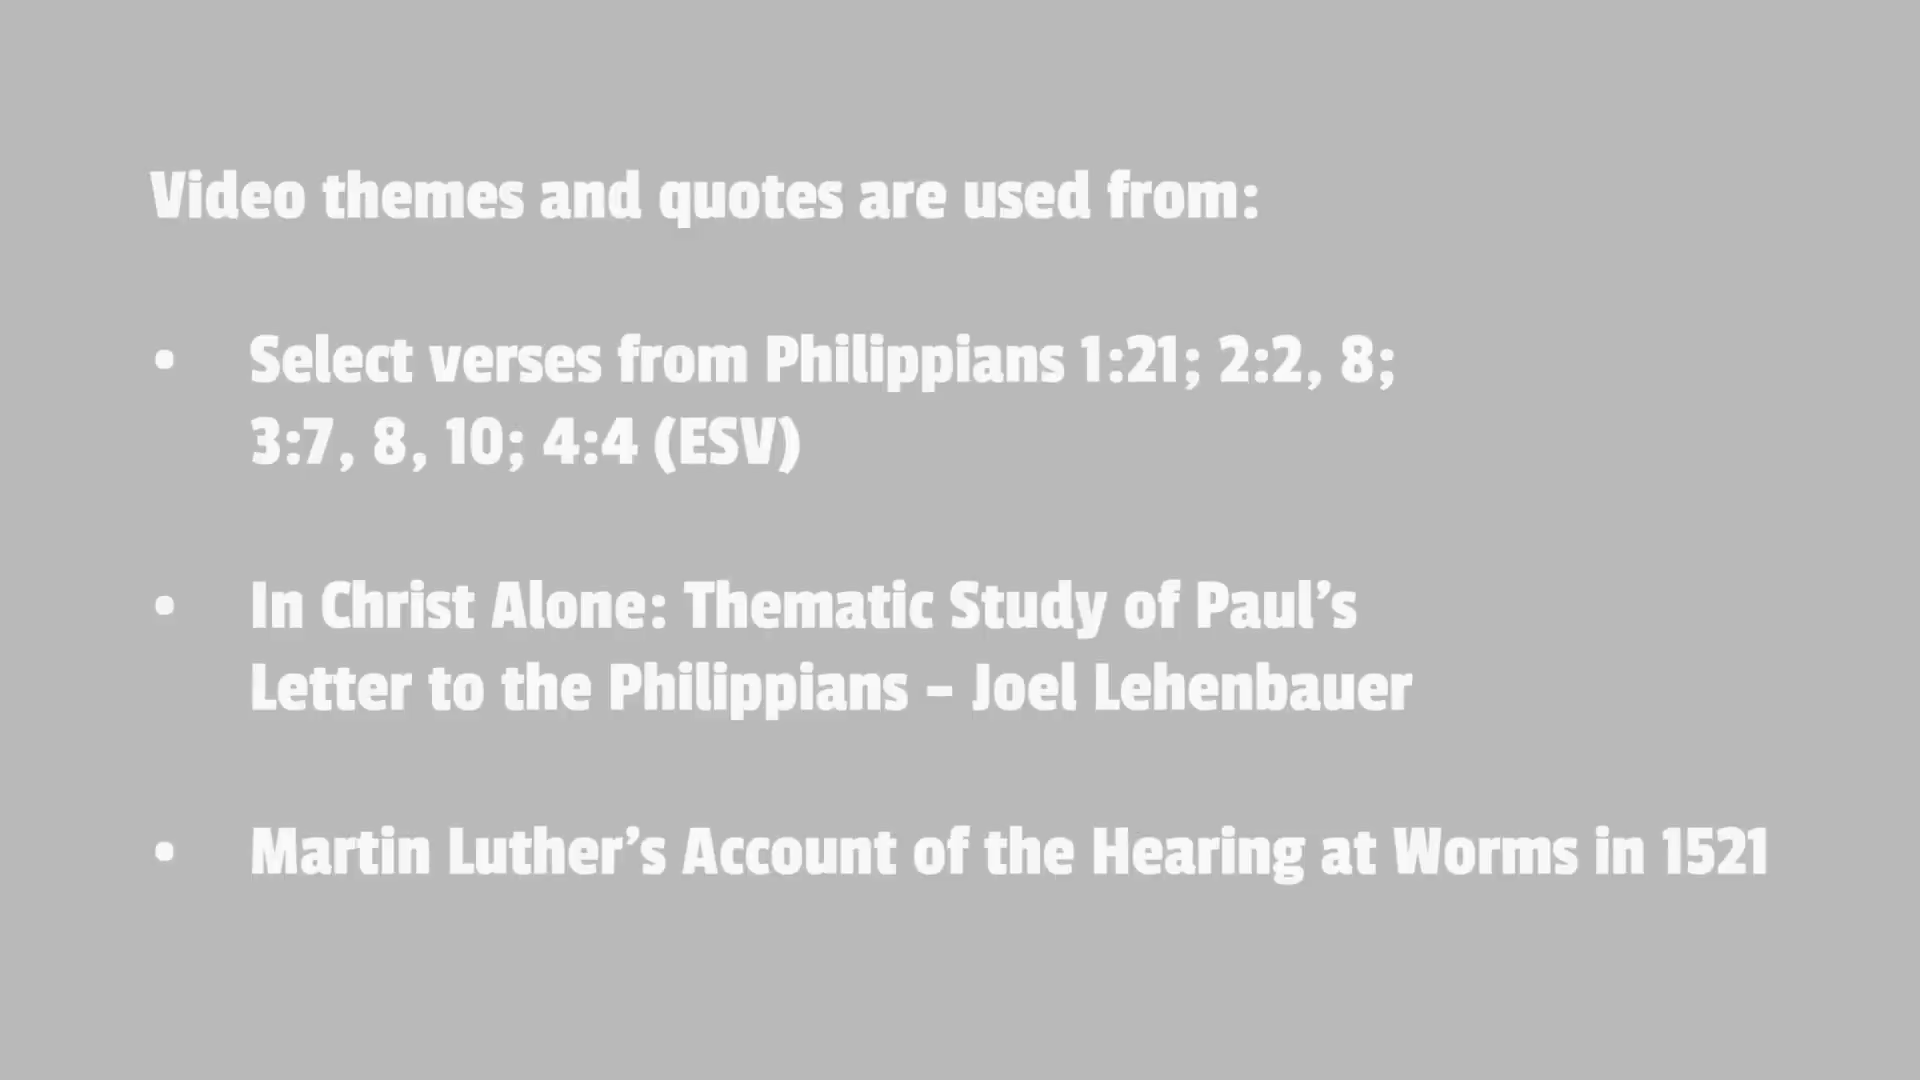 Video themes and quotes are used from:
• Select verses from Philippians 1:21; 2:2, 8;
3:7, 8, 10; 4:4 (ESV)
• In Christ Alone: Thematic Study of Paul’s
Letter to the Philippians – Joel Lehenbauer
• Martin Luther’s Account of the Hearing at Worms in 1521